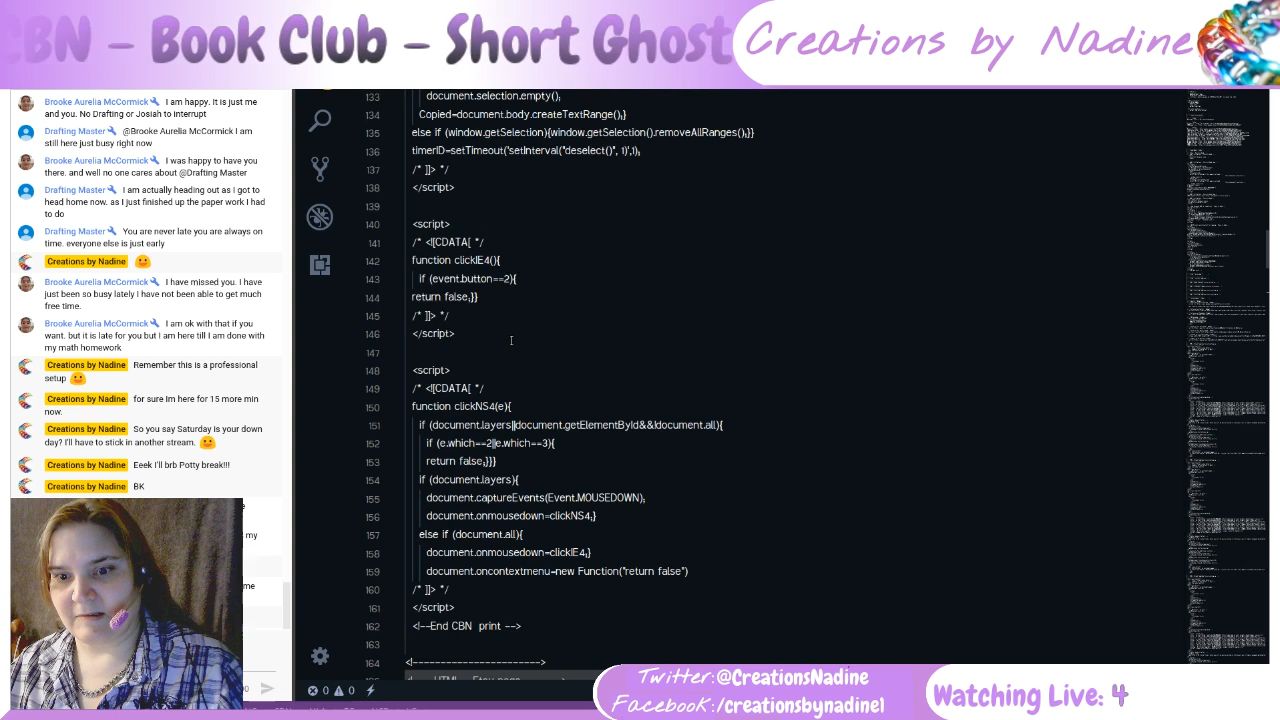 CBN - Book Club - Short Ghost
Creations by Nadine
Brooke Aurelia McCormick I am happy. It is just me
and you. No Drafting or Josiah to interrupt
Drafting Master @Brooke Aurelia McCormick I am
still here just busy right now
Brooke Aurelia McCormick I was happy to have you
there. and well no one cares about @Drafting Master
Drafting Master I am actually heading out as I got to
head home now. as I just finished up the paper work I had
to do
Drafting Master You are never late you are always on
time. everyone else is just early
Creations by Nadine
Brooke Aurelia McCormick I have missed you. I have
just been so busy lately I have not been able to get much
free time.
Brooke Aurelia McCormick I am ok with that if you
want. but it is late for you but I am here till I am done with
my math homework
Creations by Nadine Remember this is a professional
setup
Creations by Nadine for sure Im here for 15 more min
now.
Creations by Nadine So you say Saturday is your down
day? I'll have to stick in another stream.
Creations by Nadine Eeek I'll brb Potty break!!!
Creations by Nadine BK
my
me
133 document.selection.empty();
134 Copied=document.body.createTextRange();}
135 else if (window.getSelection){window.getSelection().removeAllRanges();}}
136 timerID=setTimeout('setInterval("deselect()", 1)',1);
137 /* ]]> */
138 </script>
139
140 <script>
141 /* <![CDATA[ */
142 function clickIE4(){
143 if (event.button==2){
144 return false;}}
145 /* ]]> */
146 </script>
147
148 <script>
149 /* <![CDATA[ */
150 function clickNS4(e){
151 if (document.layers||document.getElementById&&!document.all){
152 if (e.which==2||e.which==3){
153 return false;}}}
154 if (document.layers){
155 document.captureEvents(Event.MOUSEDOWN);
156 document.onmousedown=clickNS4;}
157 else if (document.all){
158 document.onmousedown=clickIE4;}
159 document.oncontextmenu=new Function("return false")
160 /* ]]> */
161 </script>
162 <!--End CBN print -->
163
164 <!----------------------->
0 0
Twitter:@CreationsNadine
Facebook:/creationsbynadine1
Watching Live: 4